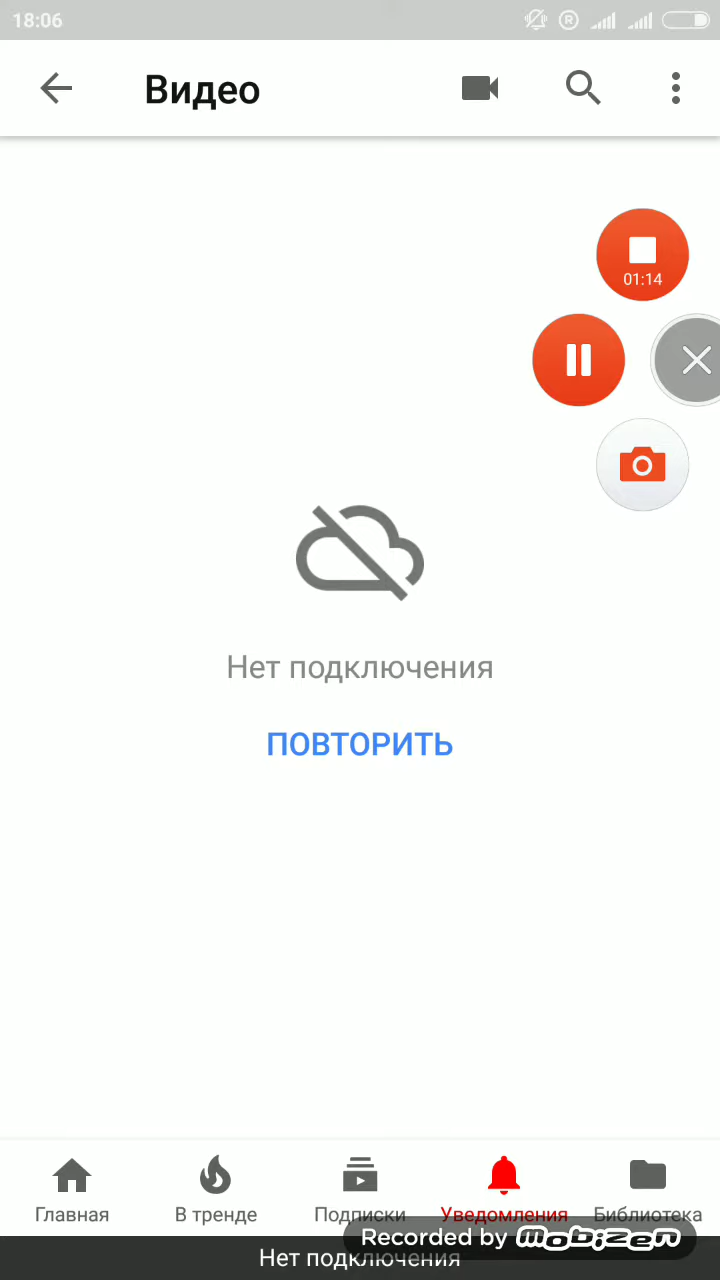 18:06
Видео
01:14
Нет подключения
ПОВТОРИТЬ
Главная
В тренде
Подписки
Уведомления
Библиотека
Recorded by mobizen
Нет подключения